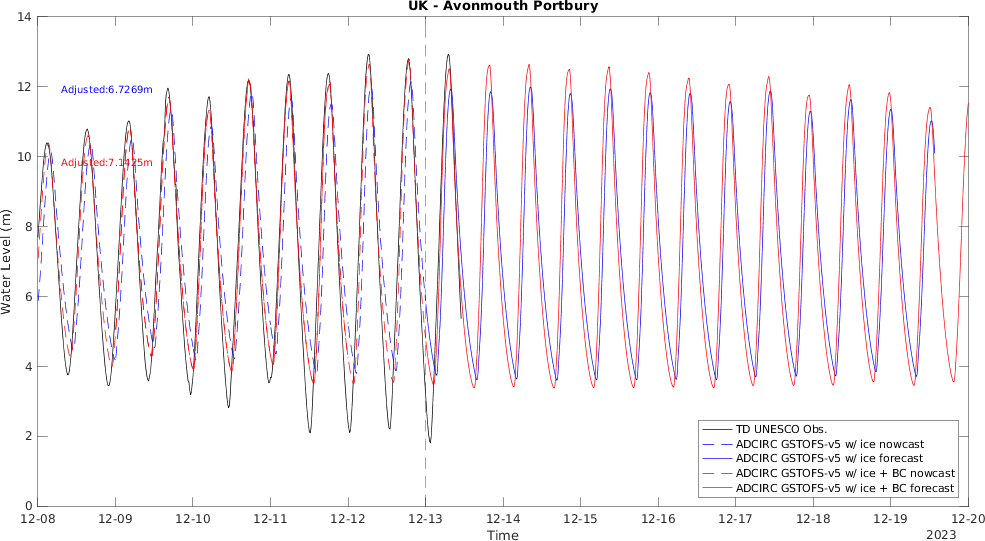 UK - Avonmouth Portbury
14
12
10
8
6
4
2
0
Water Level (m)
Adjusted:6.7269m
Adjusted:7.1425m
TD UNESCO Obs.
ADCIRC GSTOFS-v5 w/ ice nowcast
ADCIRC GSTOFS-v5 w/ ice forecast
ADCIRC GSTOFS-v5 w/ ice + BC nowcast
ADCIRC GSTOFS-v5 w/ ice + BC forecast
12-08 12-09 12-10 12-11 12-12 12-13 12-14 12-15 12-16 12-17 12-18 12-19 12-20
Time
2023